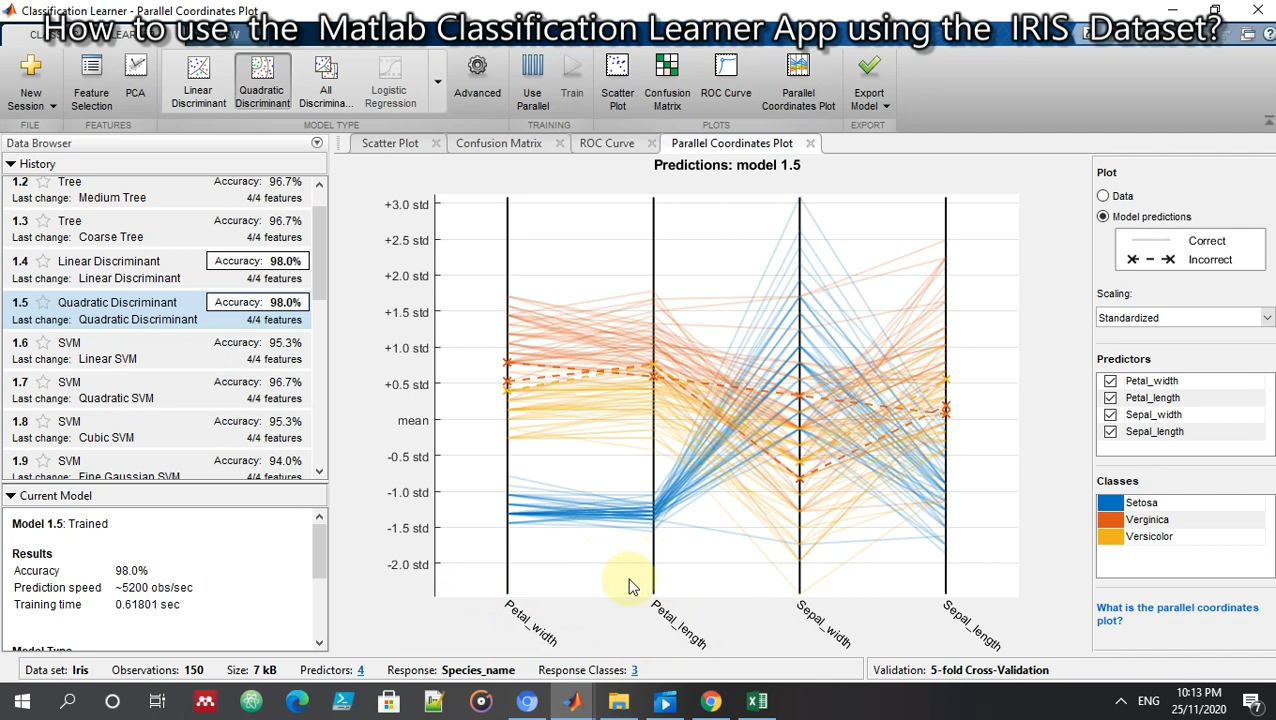 Classification Learner - Parallel Coordinates Plot
How to use the Matlab Classification Learner App using the IRIS Dataset?
New Session
Feature Selection
PCA
Linear Discriminant
Quadratic Discriminant
All Discrimina...
Logistic Regression
Advanced
Use Parallel
Train
Scatter Plot
Confusion Matrix
ROC Curve
Parallel Coordinates Plot
Export Model
FILE
FEATURES
MODEL TYPE
TRAINING
PLOTS
EXPORT
Data Browser
History
1.2 Tree Accuracy: 96.7%
Last change: Medium Tree 4/4 features
1.3 Tree Accuracy: 96.7%
Last change: Coarse Tree 4/4 features
1.4 Linear Discriminant Accuracy: 98.0%
Last change: Linear Discriminant 4/4 features
1.5 Quadratic Discriminant Accuracy: 98.0%
Last change: Quadratic Discriminant 4/4 features
1.6 SVM Accuracy: 95.3%
Last change: Linear SVM 4/4 features
1.7 SVM Accuracy: 96.7%
Last change: Quadratic SVM 4/4 features
1.8 SVM Accuracy: 95.3%
Last change: Cubic SVM 4/4 features
1.9 SVM Accuracy: 94.0%
Last change: Fine Gaussian SVM 4/4 features
Current Model
Model 1.5: Trained
Results
Accuracy 98.0%
Prediction speed ~5200 obs/sec
Training time 0.61801 sec
Model Type
Scatter Plot
Confusion Matrix
ROC Curve
Parallel Coordinates Plot
Predictions: model 1.5
+3.0 std
+2.5 std
+2.0 std
+1.5 std
+1.0 std
+0.5 std
mean
-0.5 std
-1.0 std
-1.5 std
-2.0 std
Petal_width
Petal_length
Sepal_width
Sepal_length
Plot
Data
Model predictions
Correct
Incorrect
Scaling:
Standardized
Predictors
Petal_width
Petal_length
Sepal_width
Sepal_length
Classes
Setosa
Verginica
Versicolor
What is the parallel coordinates
plot?
Data set: Iris Observations: 150 Size: 7 kB Predictors: 4 Response: Species_name Response Classes: 3
Validation: 5-fold Cross-Validation
ENG
10:13 PM
25/11/2020
7